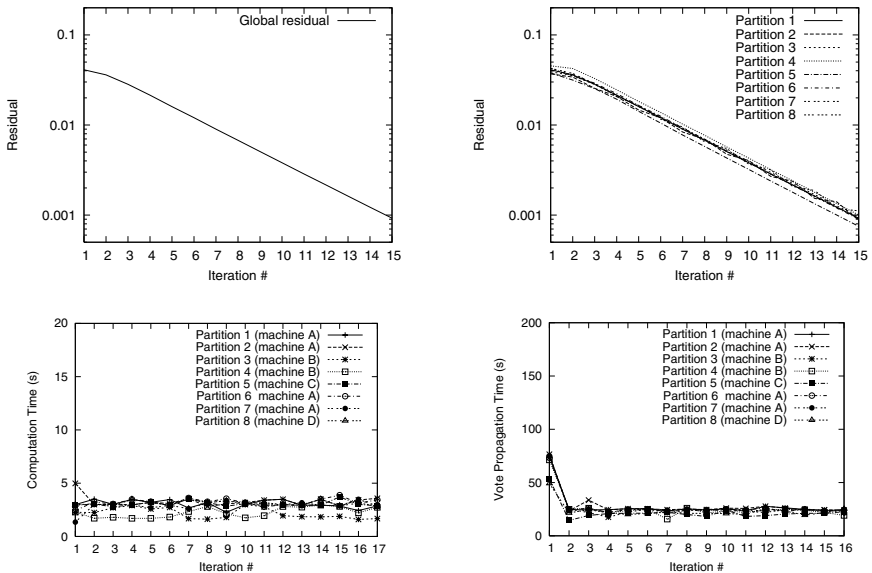 Global residual
0.1
0.01
0.001
Residual
1 2 3 4 5 6 7 8 9 10 11 12 13 14 15
Iteration #
Partition 1
Partition 2
Partition 3
Partition 4
Partition 5
Partition 6
Partition 7
Partition 8
0.1
0.01
0.001
Residual
1 2 3 4 5 6 7 8 9 10 11 12 13 14 15
Iteration #
Partition 1 (machine A)
Partition 2 (machine A)
Partition 3 (machine B)
Partition 4 (machine B)
Partition 5 (machine C)
Partition 6 machine A)
Partition 7 (machine A)
Partition 8 (machine D)
20
15
10
5
0
Computation Time (s)
1 2 3 4 5 6 7 8 9 10 11 12 13 14 15 16 17
Iteration #
Partition 1 (machine A)
Partition 2 (machine A)
Partition 3 (machine B)
Partition 4 (machine B)
Partition 5 (machine C)
Partition 6 machine A)
Partition 7 (machine A)
Partition 8 (machine D)
200
150
100
50
0
Vote Propagation Time (s)
1 2 3 4 5 6 7 8 9 10 11 12 13 14 15 16
Iteration #